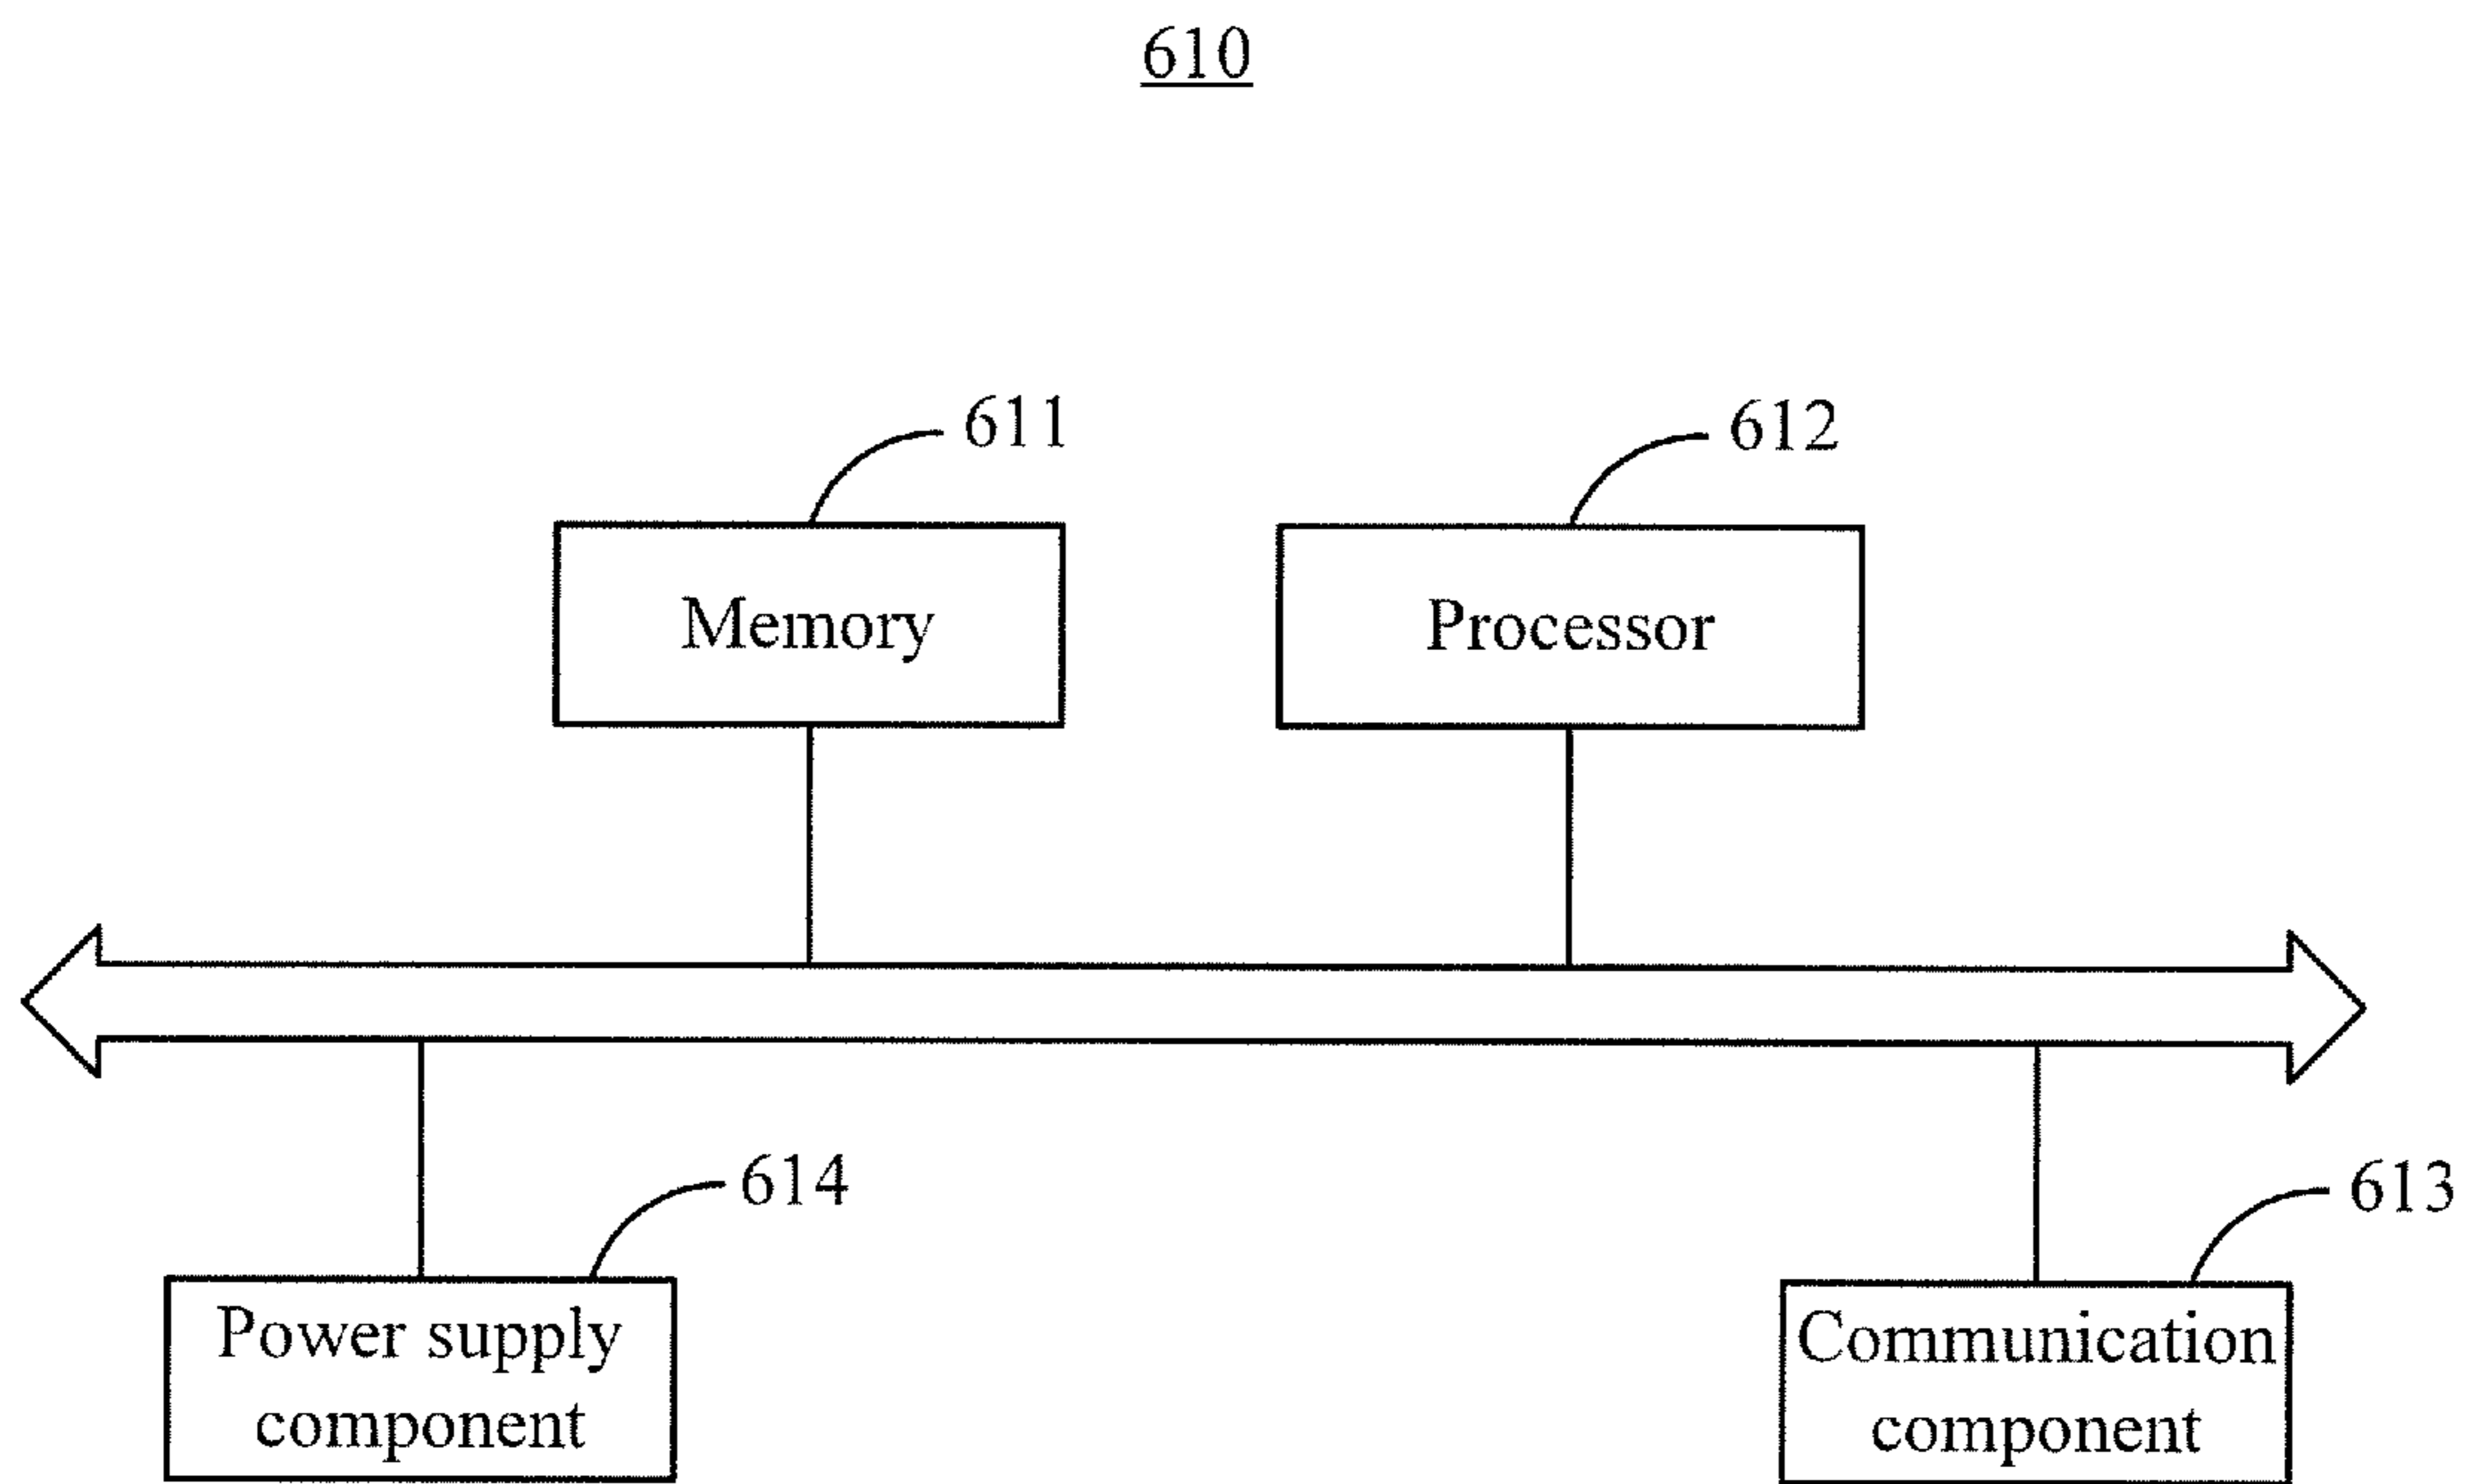 610
611
612
Memory
Processor
614
613
Power supply
component
Communication
component